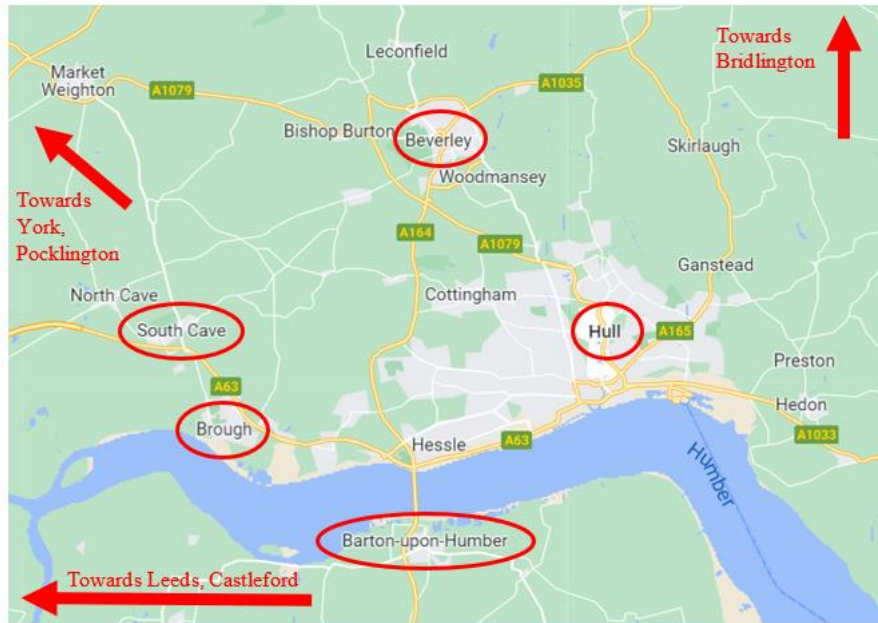 Towards
Bridlington
Leconfield
Market
Weighton
A1079
A1035
Bishop Burton
Beverley
Skirlaugh
Woodmansey
Towards
York,
Pocklington
A164
A1079
Ganstead
North Cave
Cottingham
South Cave
Hull
A165
Preston
A63
Hedon
Brough
Hessle
A63
A1033
Humber
Barton-upon-Humber
Towards Leeds, Castleford